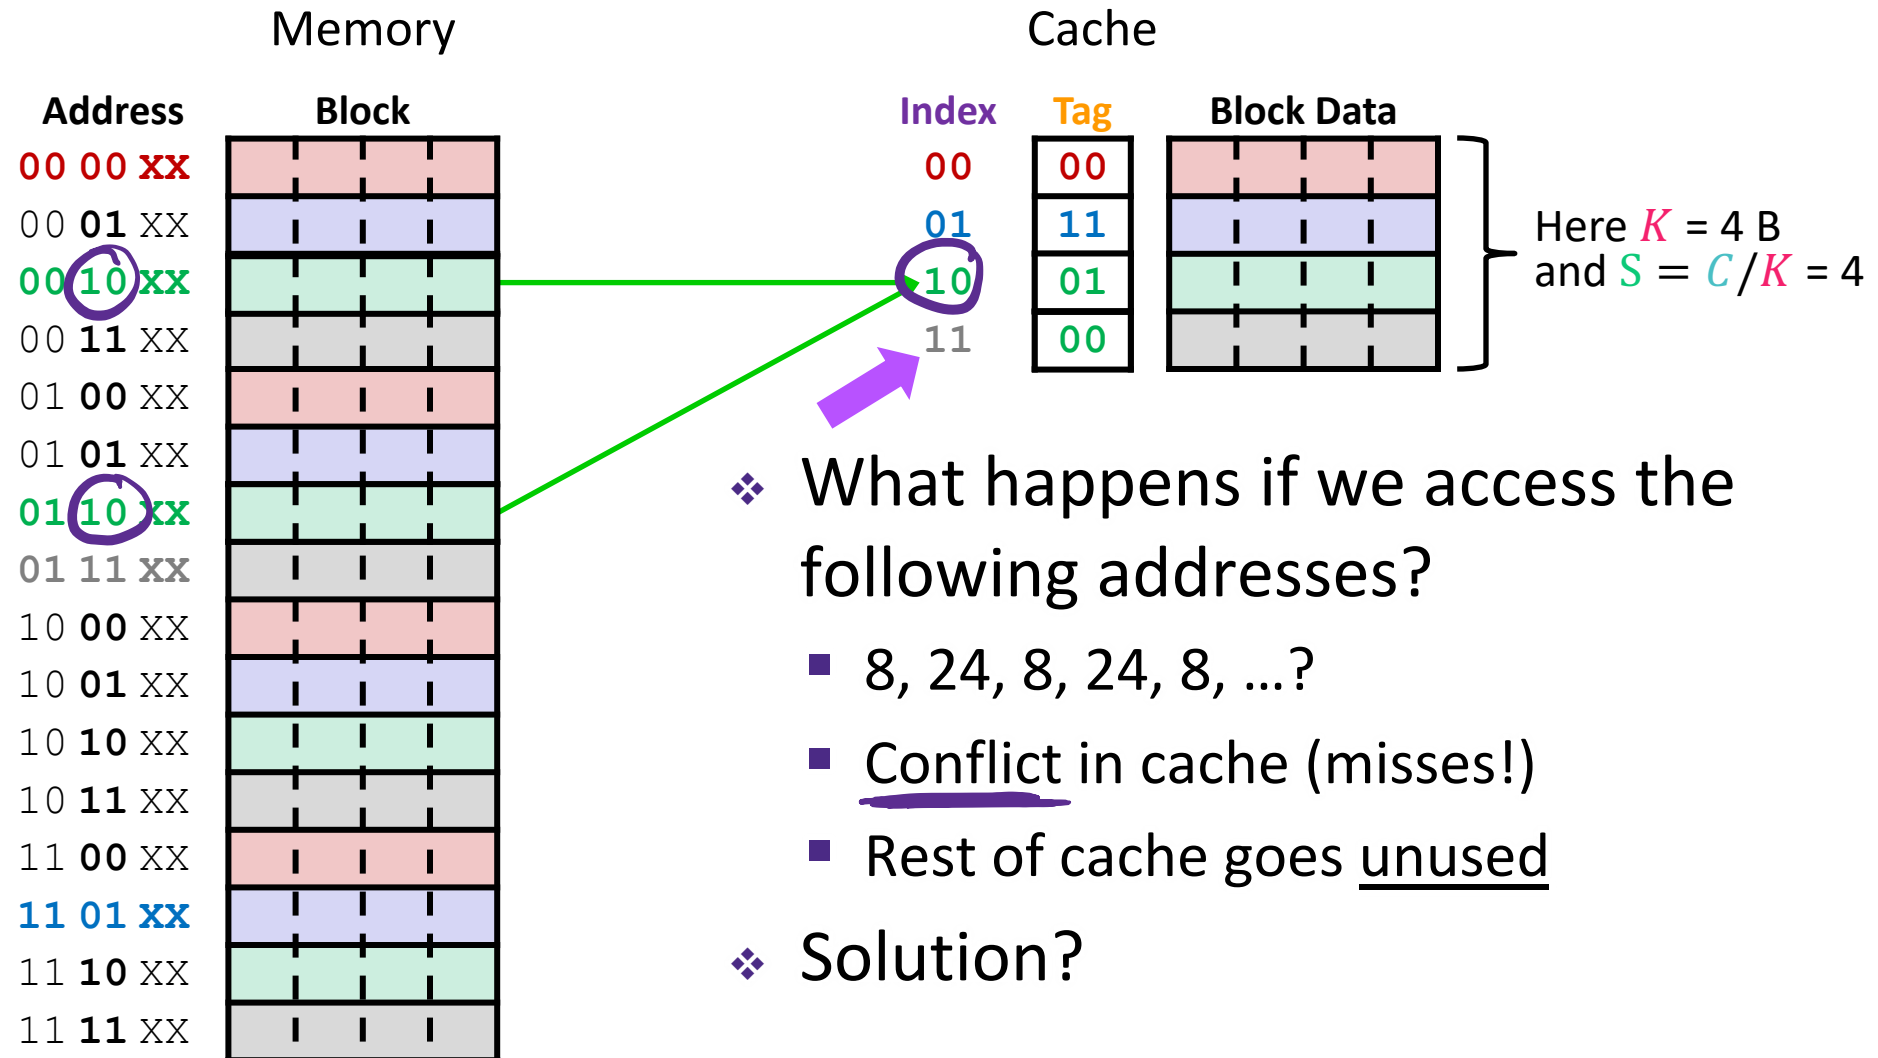 Memory
Cache
Address Block
00 00 XX
00 01 XX
00 10 XX
00 11 XX
01 00 XX
01 01 XX
01 10 XX
01 11 XX
10 00 XX
10 01 XX
10 10 XX
10 11 XX
11 00 XX
11 01 XX
11 10 XX
11 11 XX
Index Tag Block Data
00 00
01 11
10 01
11 00
Here K = 4 B
and S = C/K = 4
❖ What happens if we access the
following addresses?
▪ 8, 24, 8, 24, 8, …?
▪ Conflict in cache (misses!)
▪ Rest of cache goes unused
❖ Solution?